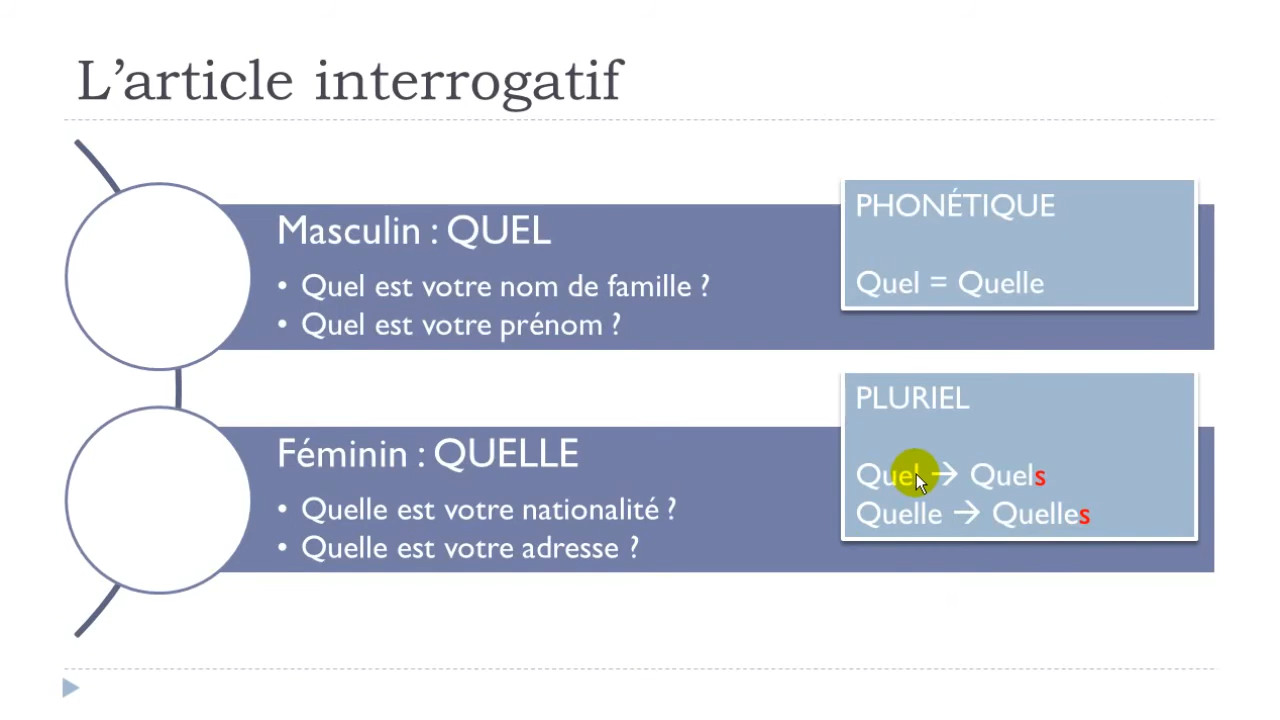 L’article interrogatif
Masculin : QUEL
• Quel est votre nom de famille ?
• Quel est votre prénom ?
PHONÉTIQUE
Quel = Quelle
Féminin : QUELLE
• Quelle est votre nationalité ?
• Quelle est votre adresse ?
PLURIEL
Quel → Quels
Quelle → Quelles